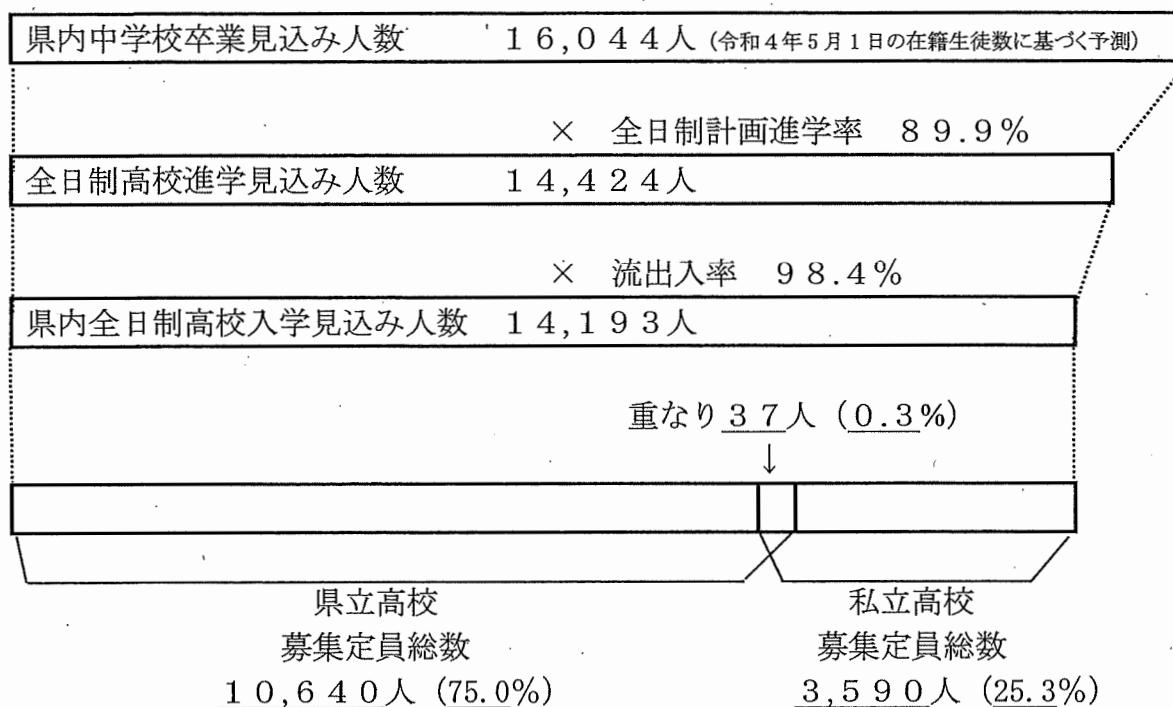 県内中学校卒業見込み人数 １６,０４４人 (令和４年５月１日の在籍生徒数に基づく予測)
× 全日制計画進学率 ８９.９%
全日制高校進学見込み人数 １４,４２４人
× 流出入率 ９８.４%
県内全日制高校入学見込み人数 １４,１９３人
重なり３７人 (０.３%)
↓
県立高校
募集定員総数
１０,６４０人 (75.0%)
私立高校
募集定員総数
３,５９０人 (25.3%)